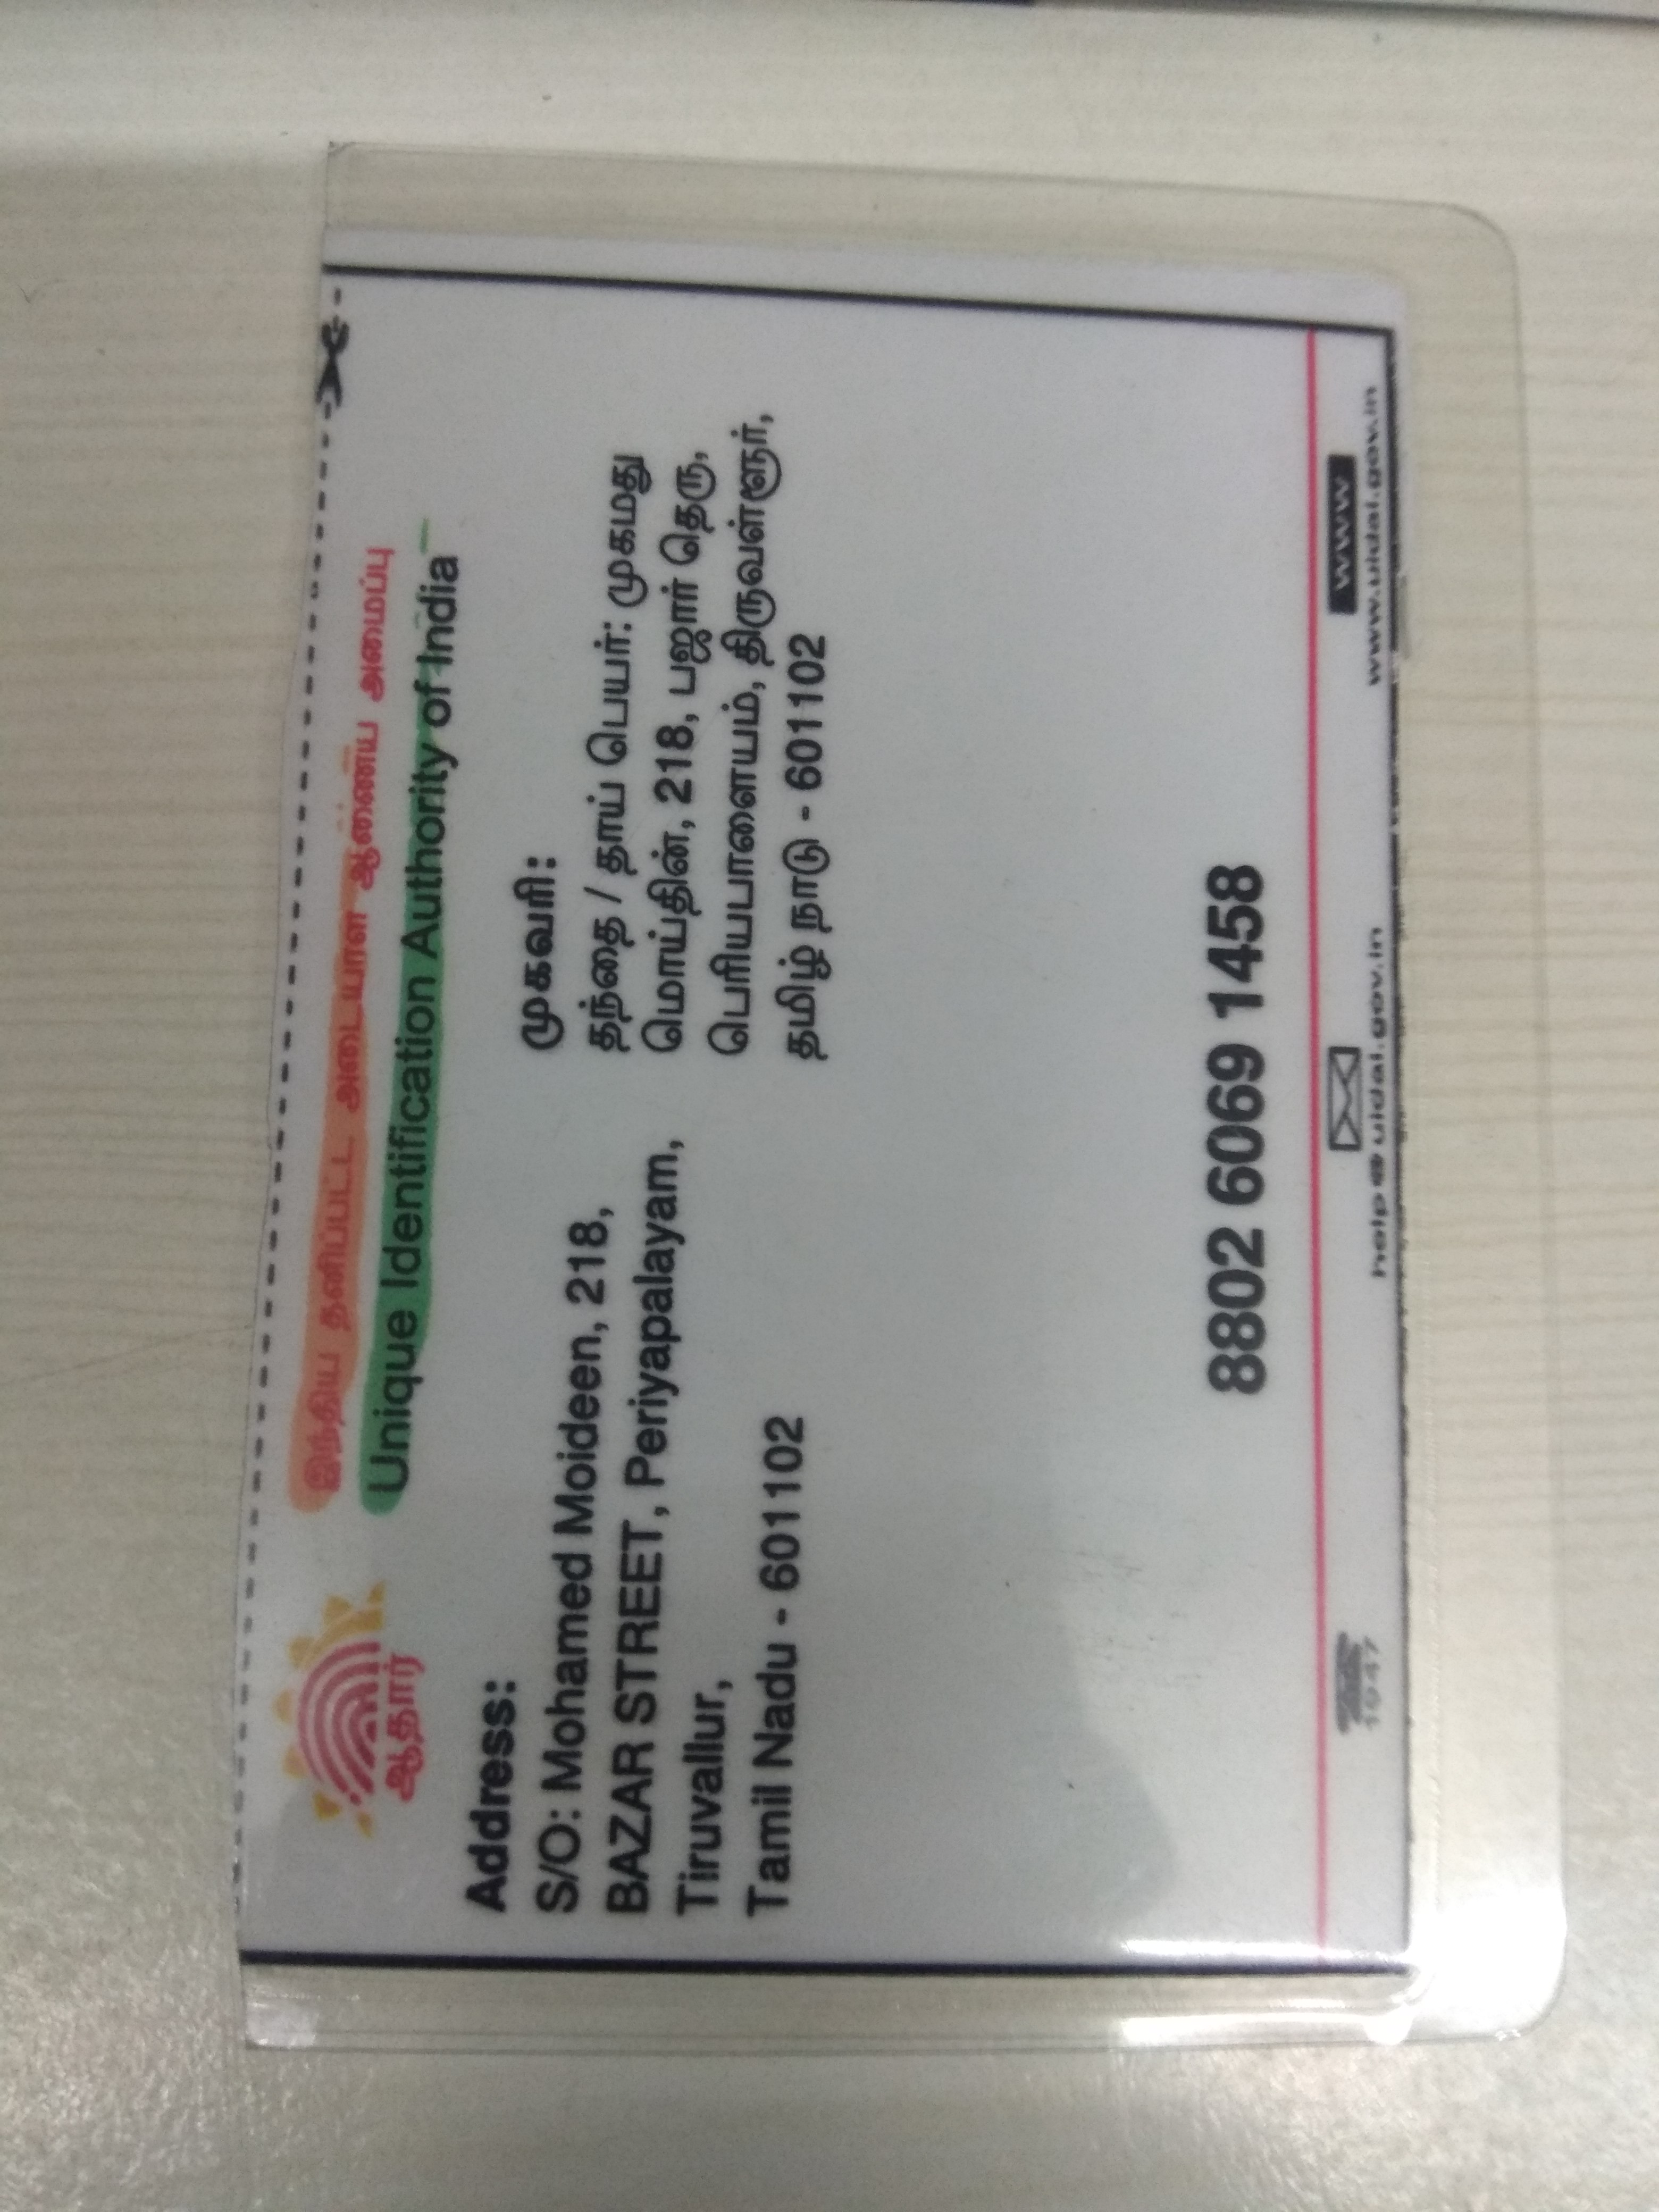 இந்திய தனிப்பட்ட அடையாள ஆணைய அமைப்பு
Unique Identification Authority of India
ஆதார்
Address:
S/O: Mohamed Moideen, 218,
BAZAR STREET, Periyapalayam,
Tiruvallur,
Tamil Nadu - 601102
முகவரி:
தந்தை / தாய் பெயர்: முகமது
மொய்தின், 218, பஜார் தெரு,
பெரியபாளையம், திருவள்ளூர்,
தமிழ் நாடு - 601102
8802 6069 1458
1947
help@uidai.gov.in
WWW
www.uidai.gov.in